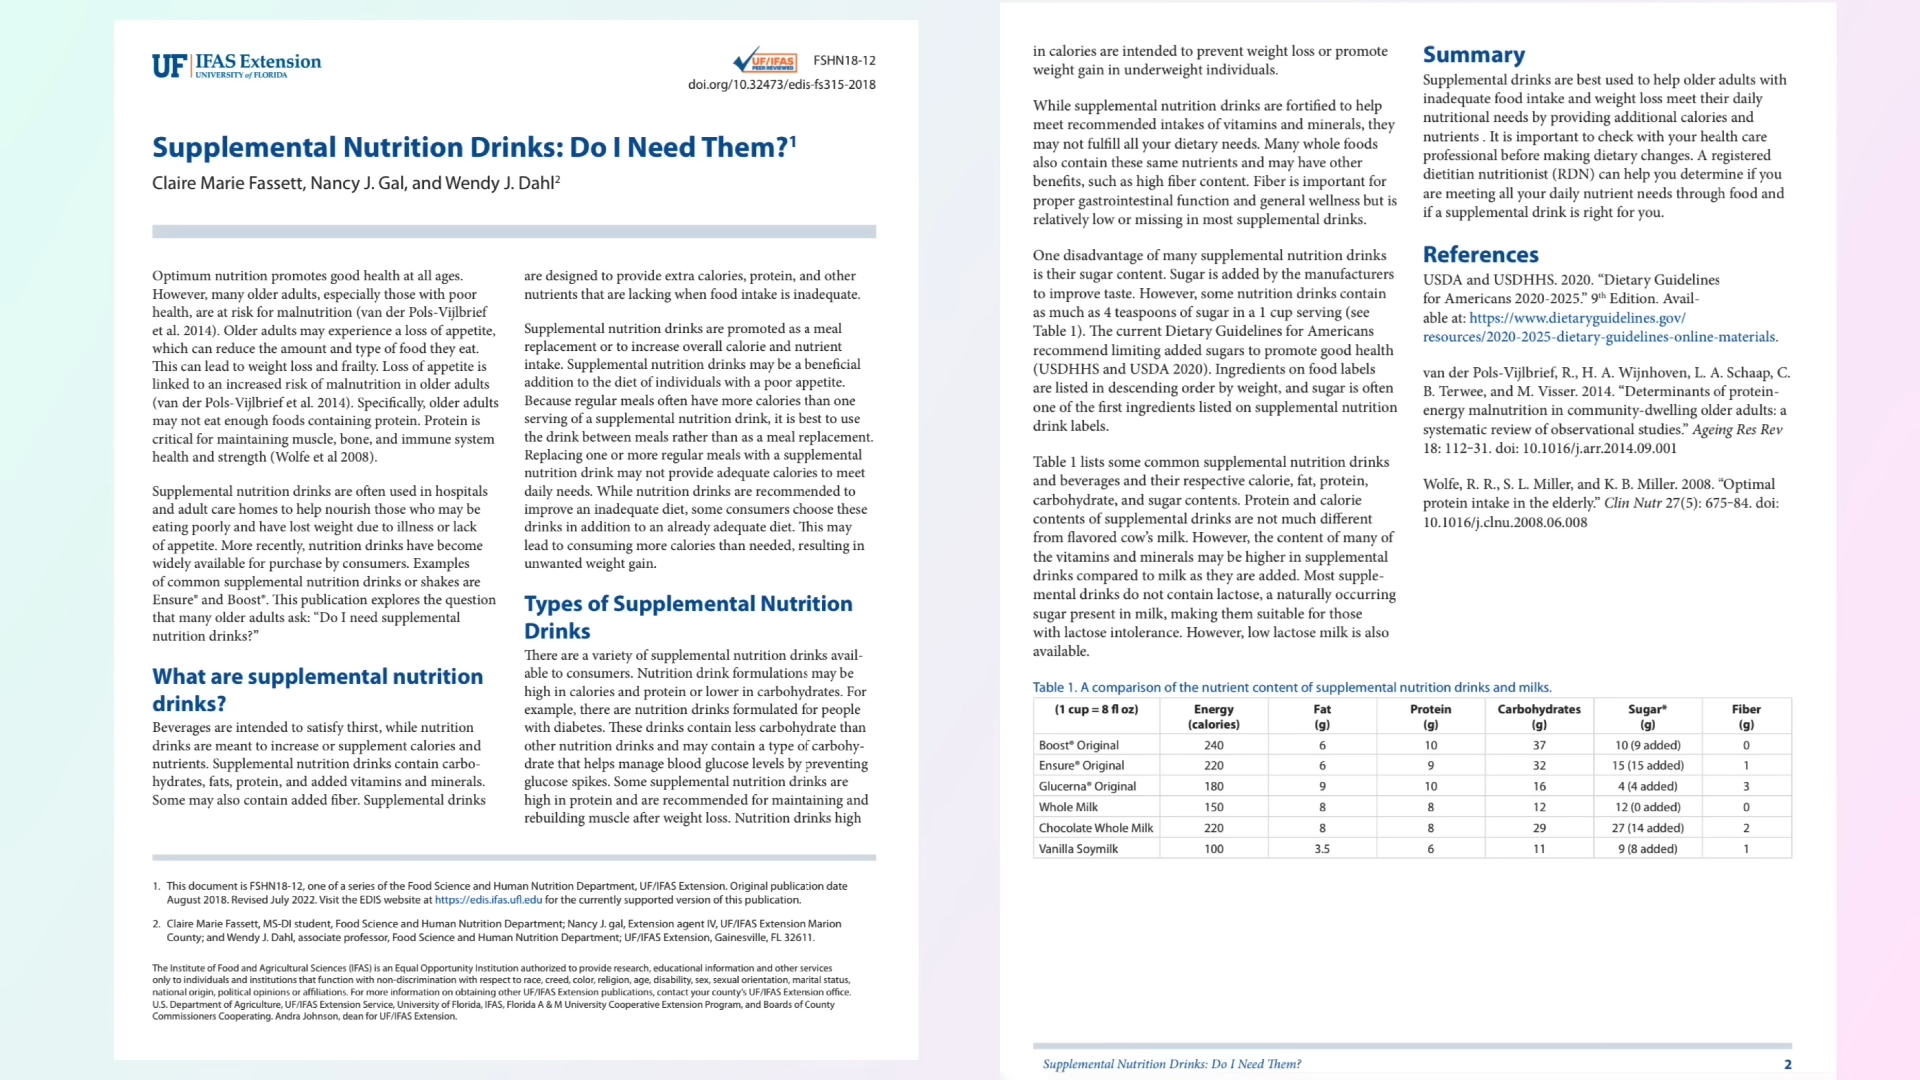 UF | IFAS Extension
UNIVERSITY of FLORIDA
UF/IFAS
PEER REVIEWED
FSHN18-12
doi.org/10.32473/edis-fs315-2018
Supplemental Nutrition Drinks: Do I Need Them?1
Claire Marie Fassett, Nancy J. Gal, and Wendy J. Dahl2
Optimum nutrition promotes good health at all ages.
However, many older adults, especially those with poor
health, are at risk for malnutrition (van der Pols-Vijlbrief
et al. 2014). Older adults may experience a loss of appetite,
which can reduce the amount and type of food they eat.
This can lead to weight loss and frailty. Loss of appetite is
linked to an increased risk of malnutrition in older adults
(van der Pols-Vijlbrief et al. 2014). Specifically, older adults
may not eat enough foods containing protein. Protein is
critical for maintaining muscle, bone, and immune system
health and strength (Wolfe et al 2008).
Supplemental nutrition drinks are often used in hospitals
and adult care homes to help nourish those who may be
eating poorly and have lost weight due to illness or lack
of appetite. More recently, nutrition drinks have become
widely available for purchase by consumers. Examples
of common supplemental nutrition drinks or shakes are
Ensure® and Boost®. This publication explores the question
that many older adults ask: “Do I need supplemental
nutrition drinks?”
What are supplemental nutrition
drinks?
Beverages are intended to satisfy thirst, while nutrition
drinks are meant to increase or supplement calories and
nutrients. Supplemental nutrition drinks contain carbo-
hydrates, fats, protein, and added vitamins and minerals.
Some may also contain added fiber. Supplemental drinks
are designed to provide extra calories, protein, and other
nutrients that are lacking when food intake is inadequate.
Supplemental nutrition drinks are promoted as a meal
replacement or to increase overall calorie and nutrient
intake. Supplemental nutrition drinks may be a beneficial
addition to the diet of individuals with a poor appetite.
Because regular meals often have more calories than one
serving of a supplemental nutrition drink, it is best to use
the drink between meals rather than as a meal replacement.
Replacing one or more regular meals with a supplemental
nutrition drink may not provide adequate calories to meet
daily needs. While nutrition drinks are recommended to
improve an inadequate diet, some consumers choose these
drinks in addition to an already adequate diet. This may
lead to consuming more calories than needed, resulting in
unwanted weight gain.
Types of Supplemental Nutrition
Drinks
There are a variety of supplemental nutrition drinks avail-
able to consumers. Nutrition drink formulations may be
high in calories and protein or lower in carbohydrates. For
example, there are nutrition drinks formulated for people
with diabetes. These drinks contain less carbohydrate than
other nutrition drinks and may contain a type of carbohy-
drate that helps manage blood glucose levels by preventing
glucose spikes. Some supplemental nutrition drinks are
high in protein and are recommended for maintaining and
rebuilding muscle after weight loss. Nutrition drinks high
1. This document is FSHN18-12, one of a series of the Food Science and Human Nutrition Department, UF/IFAS Extension. Original publication date
August 2018. Revised July 2022. Visit the EDIS website at https://edis.ifas.ufl.edu for the currently supported version of this publication.
2. Claire Marie Fassett, MS-DI student, Food Science and Human Nutrition Department; Nancy J. gal, Extension agent IV, UF/IFAS Extension Marion
County; and Wendy J. Dahl, associate professor, Food Science and Human Nutrition Department; UF/IFAS Extension, Gainesville, FL 32611.
The Institute of Food and Agricultural Sciences (IFAS) is an Equal Opportunity Institution authorized to provide research, educational information and other services
only to individuals and institutions that function with non-discrimination with respect to race, creed, color, religion, age, disability, sex, sexual orientation, marital status,
national origin, political opinions or affiliations. For more information on obtaining other UF/IFAS Extension publications, contact your county’s UF/IFAS Extension office.
U.S. Department of Agriculture, UF/IFAS Extension Service, University of Florida, IFAS, Florida A & M University Cooperative Extension Program, and Boards of County
Commissioners Cooperating. Andra Johnson, dean for UF/IFAS Extension.
in calories are intended to prevent weight loss or promote
weight gain in underweight individuals.
While supplemental nutrition drinks are fortified to help
meet recommended intakes of vitamins and minerals, they
may not fulfill all your dietary needs. Many whole foods
also contain these same nutrients and may have other
benefits, such as high fiber content. Fiber is important for
proper gastrointestinal function and general wellness but is
relatively low or missing in most supplemental drinks.
One disadvantage of many supplemental nutrition drinks
is their sugar content. Sugar is added by the manufacturers
to improve taste. However, some nutrition drinks contain
as much as 4 teaspoons of sugar in a 1 cup serving (see
Table 1). The current Dietary Guidelines for Americans
recommend limiting added sugars to promote good health
(USDHHS and USDA 2020). Ingredients on food labels
are listed in descending order by weight, and sugar is often
one of the first ingredients listed on supplemental nutrition
drink labels.
Table 1 lists some common supplemental nutrition drinks
and beverages and their respective calorie, fat, protein,
carbohydrate, and sugar contents. Protein and calorie
contents of supplemental drinks are not much different
from flavored cow’s milk. However, the content of many of
the vitamins and minerals may be higher in supplemental
drinks compared to milk as they are added. Most supple-
mental drinks do not contain lactose, a naturally occurring
sugar present in milk, making them suitable for those
with lactose intolerance. However, low lactose milk is also
available.
Summary
Supplemental drinks are best used to help older adults with
inadequate food intake and weight loss meet their daily
nutritional needs by providing additional calories and
nutrients . It is important to check with your health care
professional before making dietary changes. A registered
dietitian nutritionist (RDN) can help you determine if you
are meeting all your daily nutrient needs through food and
if a supplemental drink is right for you.
References
USDA and USDHHS. 2020. “Dietary Guidelines
for Americans 2020-2025.” 9th Edition. Avail-
able at: https://www.dietaryguidelines.gov/
resources/2020-2025-dietary-guidelines-online-materials.
van der Pols-Vijlbrief, R., H. A. Wijnhoven, L. A. Schaap, C.
B. Terwee, and M. Visser. 2014. “Determinants of protein-
energy malnutrition in community-dwelling older adults: a
systematic review of observational studies.” Ageing Res Rev
18: 112–31. doi: 10.1016/j.arr.2014.09.001
Wolfe, R. R., S. L. Miller, and K. B. Miller. 2008. “Optimal
protein intake in the elderly.” Clin Nutr 27(5): 675–84. doi:
10.1016/j.clnu.2008.06.008
Table 1. A comparison of the nutrient content of supplemental nutrition drinks and milks.
(1 cup = 8 fl oz) Energy (calories) Fat (g) Protein (g) Carbohydrates (g) Sugar* (g) Fiber (g)
Boost® Original 240 6 10 37 10 (9 added) 0
Ensure® Original 220 6 9 32 15 (15 added) 1
Glucerna® Original 180 9 10 16 4 (4 added) 3
Whole Milk 150 8 8 12 12 (0 added) 0
Chocolate Whole Milk 220 8 8 29 27 (14 added) 2
Vanilla Soymilk 100 3.5 6 11 9 (8 added) 1
Supplemental Nutrition Drinks: Do I Need Them?
2